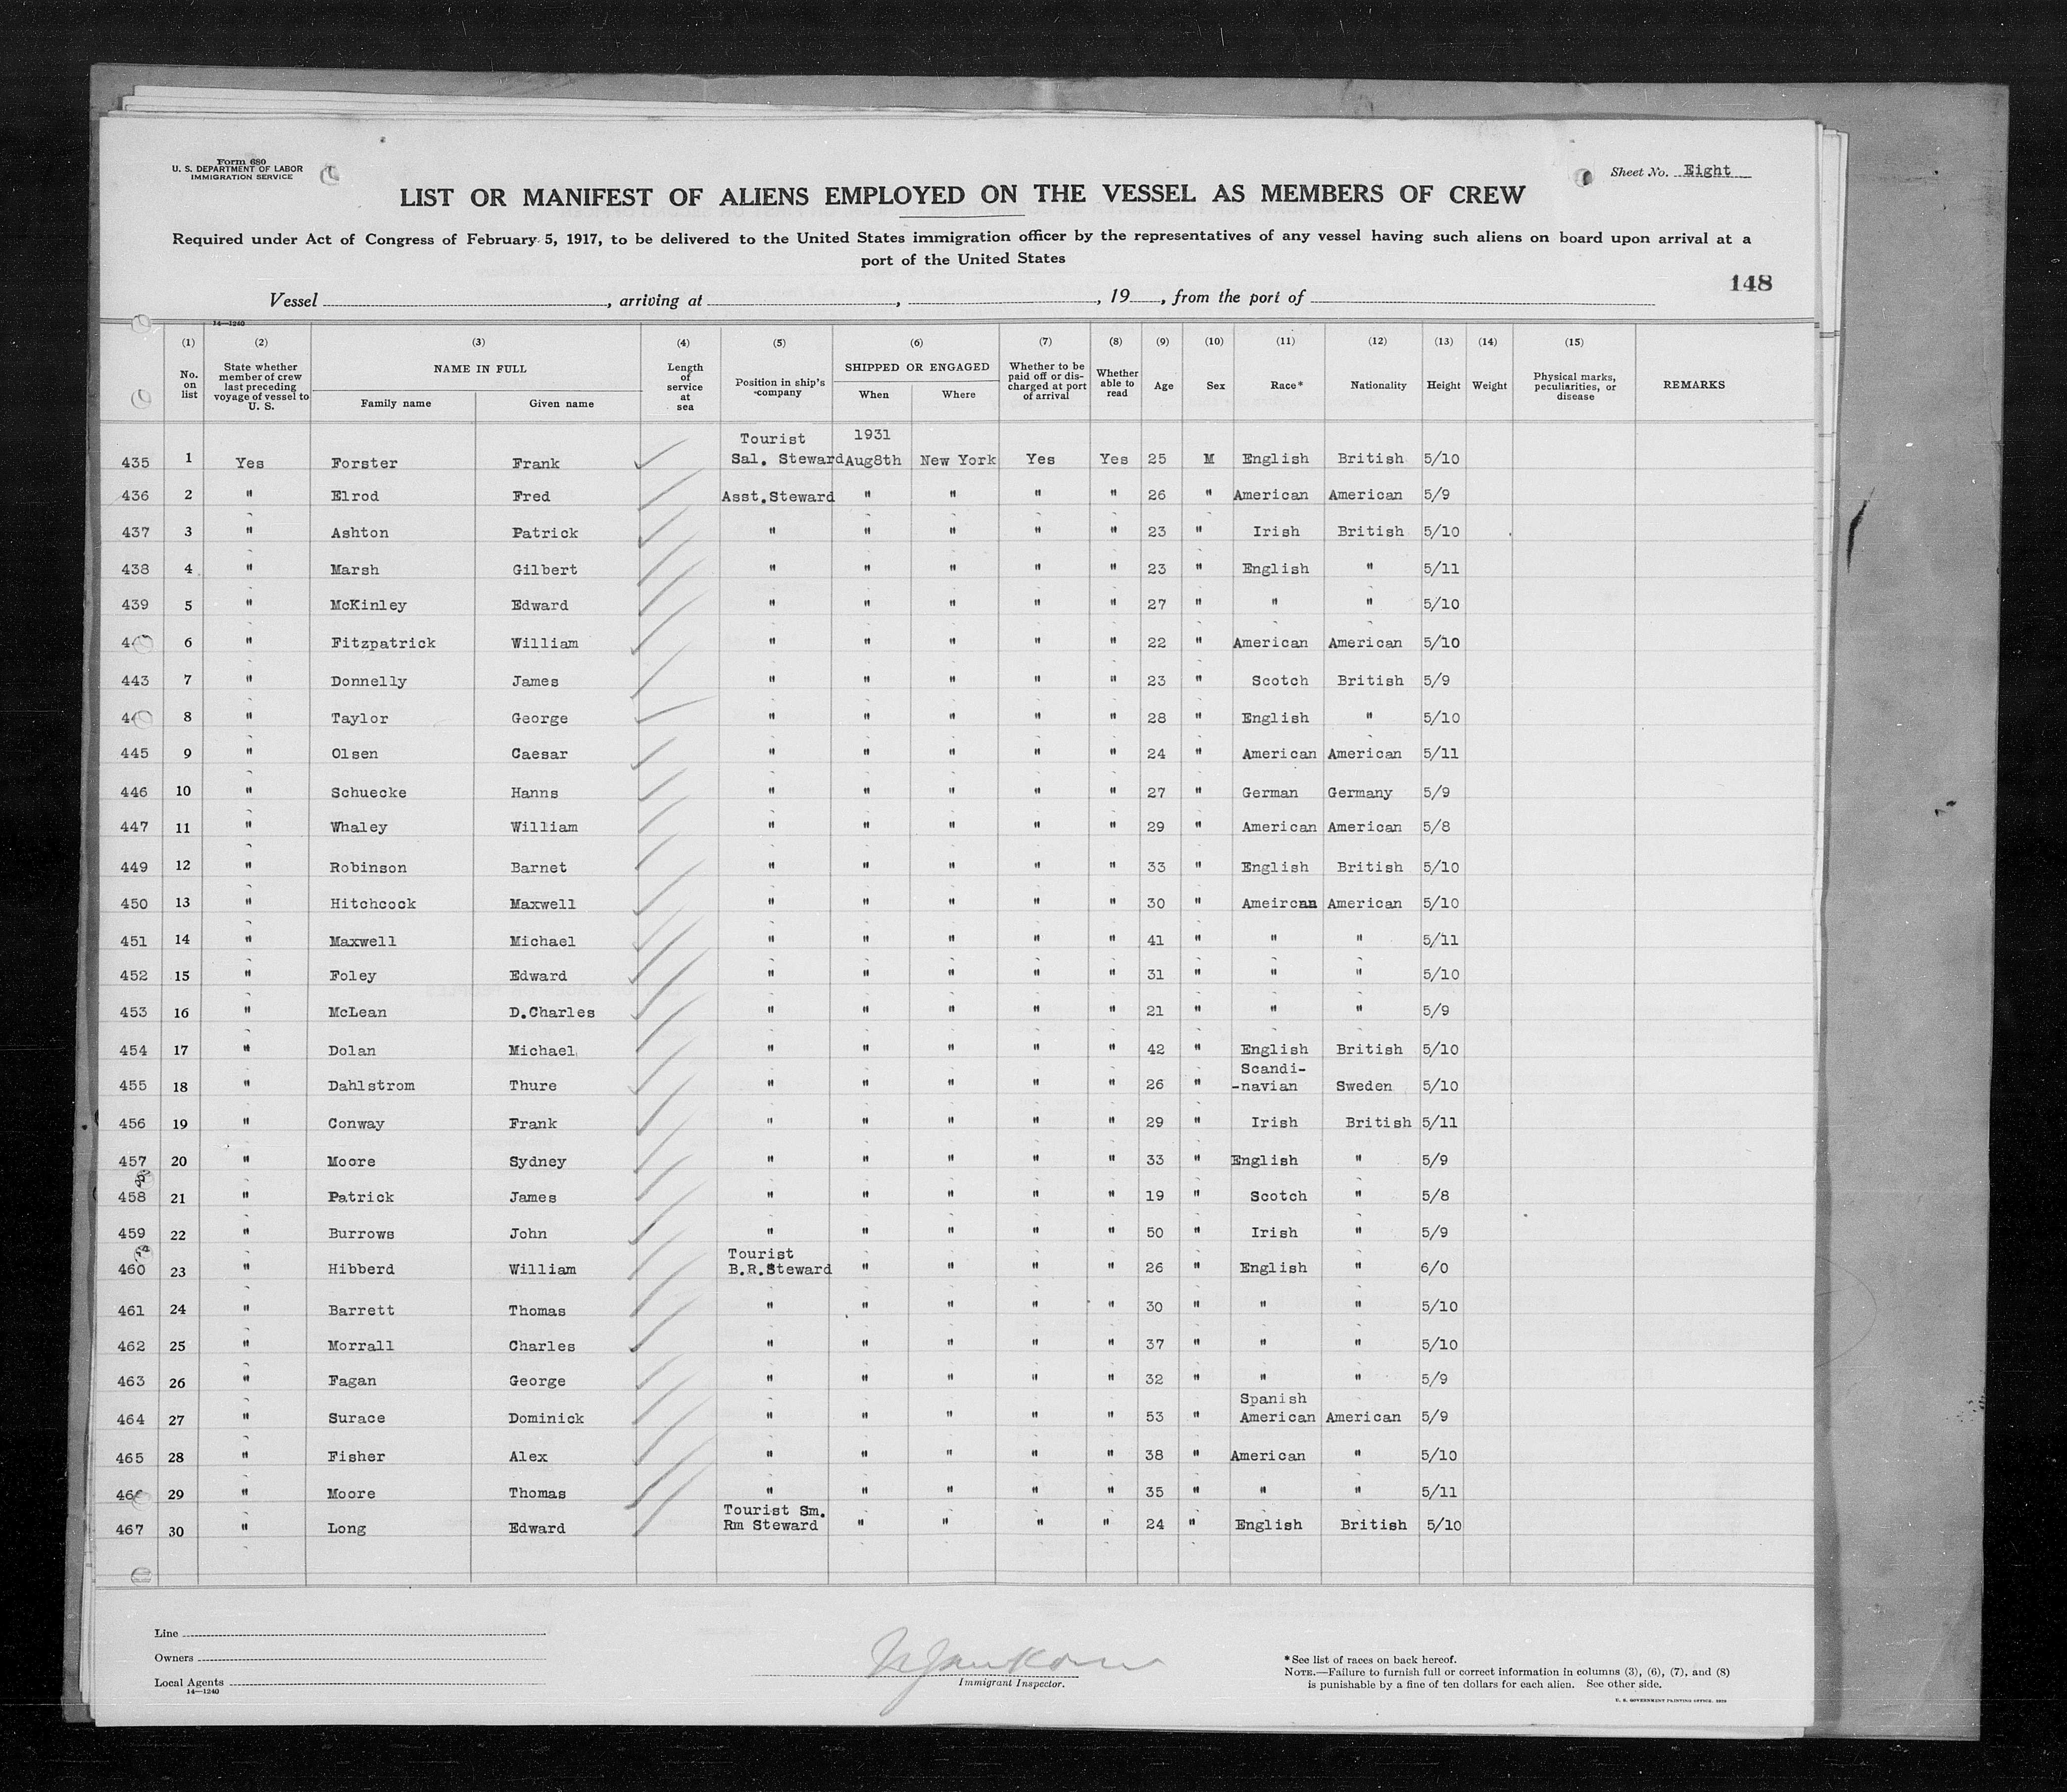 Form 680
U. S. DEPARTMENT OF LABOR
IMMIGRATION SERVICE
Sheet No. Eight
LIST OR MANIFEST OF ALIENS EMPLOYED ON THE VESSEL AS MEMBERS OF CREW
Required under Act of Congress of February 5, 1917, to be delivered to the United States immigration officer by the representatives of any vessel having such aliens on board upon arrival at a
port of the United States
148
Vessel , arriving at , , 19 , from the port of
14—1240
(1) (2) (3) (4) (5) (6) (7) (8) (9) (10) (11) (12) (13) (14) (15)
No. on list State whether member of crew last preceding voyage of vessel to U. S. NAME IN FULL Family name Given name Length of service at sea Position in ship's company SHIPPED OR ENGAGED When Where Whether to be paid off or discharged at port of arrival Whether able to read Age Sex Race* Nationality Height Weight Physical marks, peculiarities, or disease REMARKS
Tourist 1931
435 1 Yes Forster Frank Sal. Steward Aug8th New York Yes Yes 25 M English British 5/10
436 2 " Elrod Fred Asst.Steward " " " " 26 " American American 5/9
437 3 " Ashton Patrick " " " " " 23 " Irish British 5/10
438 4 " Marsh Gilbert " " " " " 23 " English " 5/11
439 5 " McKinley Edward " " " " " 27 " " " 5/10
6 " Fitzpatrick William " " " " " 22 " American American 5/10
443 7 " Donnelly James " " " " " 23 " Scotch British 5/9
8 " Taylor George " " " " " 28 " English " 5/10
445 9 " Olsen Caesar " " " " " 24 " American American 5/11
446 10 " Schuecke Hanns " " " " " 27 " German Germany 5/9
447 11 " Whaley William " " " " " 29 " American American 5/8
449 12 " Robinson Barnet " " " " " 33 " English British 5/10
450 13 " Hitchcock Maxwell " " " " " 30 " Ameircan American 5/10
451 14 " Maxwell Michael " " " " " 41 " " " 5/11
452 15 " Foley Edward " " " " " 31 " " " 5/10
453 16 " McLean D.Charles " " " " " 21 " " " 5/9
454 17 " Dolan Michael " " " " " 42 " English British 5/10
Scandi-
455 18 " Dahlstrom Thure " " " " " 26 " -navian Sweden 5/10
456 19 " Conway Frank " " " " " 29 " Irish British 5/11
457 20 " Moore Sydney " " " " " 33 " English " 5/9
458 21 " Patrick James " " " " " 19 " Scotch " 5/8
459 22 " Burrows John " " " " " 50 " Irish " 5/9
Tourist
460 23 " Hibberd William B.R.Steward " " " " 26 " English " 6/0
461 24 " Barrett Thomas " " " " " 30 " " " 5/10
462 25 " Morrall Charles " " " " " 37 " " " 5/10
463 26 " Fagan George " " " " " 32 " " " 5/9
Spanish
464 27 " Surace Dominick " " " " " 53 " American American 5/9
465 28 " Fisher Alex " " " " " 38 " American " 5/10
466 29 " Moore Thomas " " " " " 35 " " " 5/11
Tourist Sm.
467 30 " Long Edward Rm Steward " " " " 24 " English British 5/10
Line
Owners
Local Agents
14—1240
Immigrant Inspector.
*See list of races on back hereof.
NOTE.—Failure to furnish full or correct information in columns (3), (6), (7), and (8)
is punishable by a fine of ten dollars for each alien. See other side.